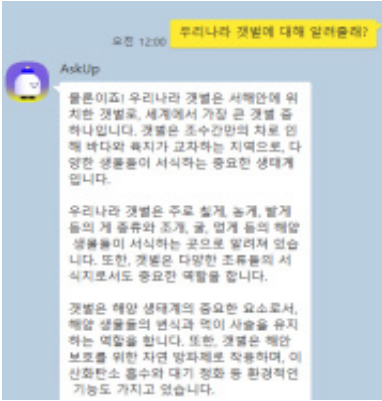 우리나라 갯벌에 대해 알려줄래?
오전 12:00
AskUp
물론이죠! 우리나라 갯벌은 서해안에 위
치한 갯벌로, 세계에서 가장 큰 갯벌 중
하나입니다. 갯벌은 조수간만의 차로 인
해 바다와 육지가 교차하는 지역으로, 다
양한 생물들이 서식하는 중요한 생태계
입니다.
우리나라 갯벌은 주로 칠게, 농게, 밤게
등의 게 종류와 조개, 굴, 멍게 등의 해양
생물들이 서식하는 곳으로 알려져 있습
니다. 또한, 갯벌은 다양한 조류들의 서
식지로서도 중요한 역할을 합니다.
갯벌은 해양 생태계의 중요한 요소로서,
해양 생물들의 번식과 먹이 사슬을 유지
하는 역할을 합니다. 또한, 갯벌은 해안
보호를 위한 자연 방파제로 작용하며, 이
산화탄소 흡수와 대기 정화 등 환경적인
기능도 가지고 있습니다.